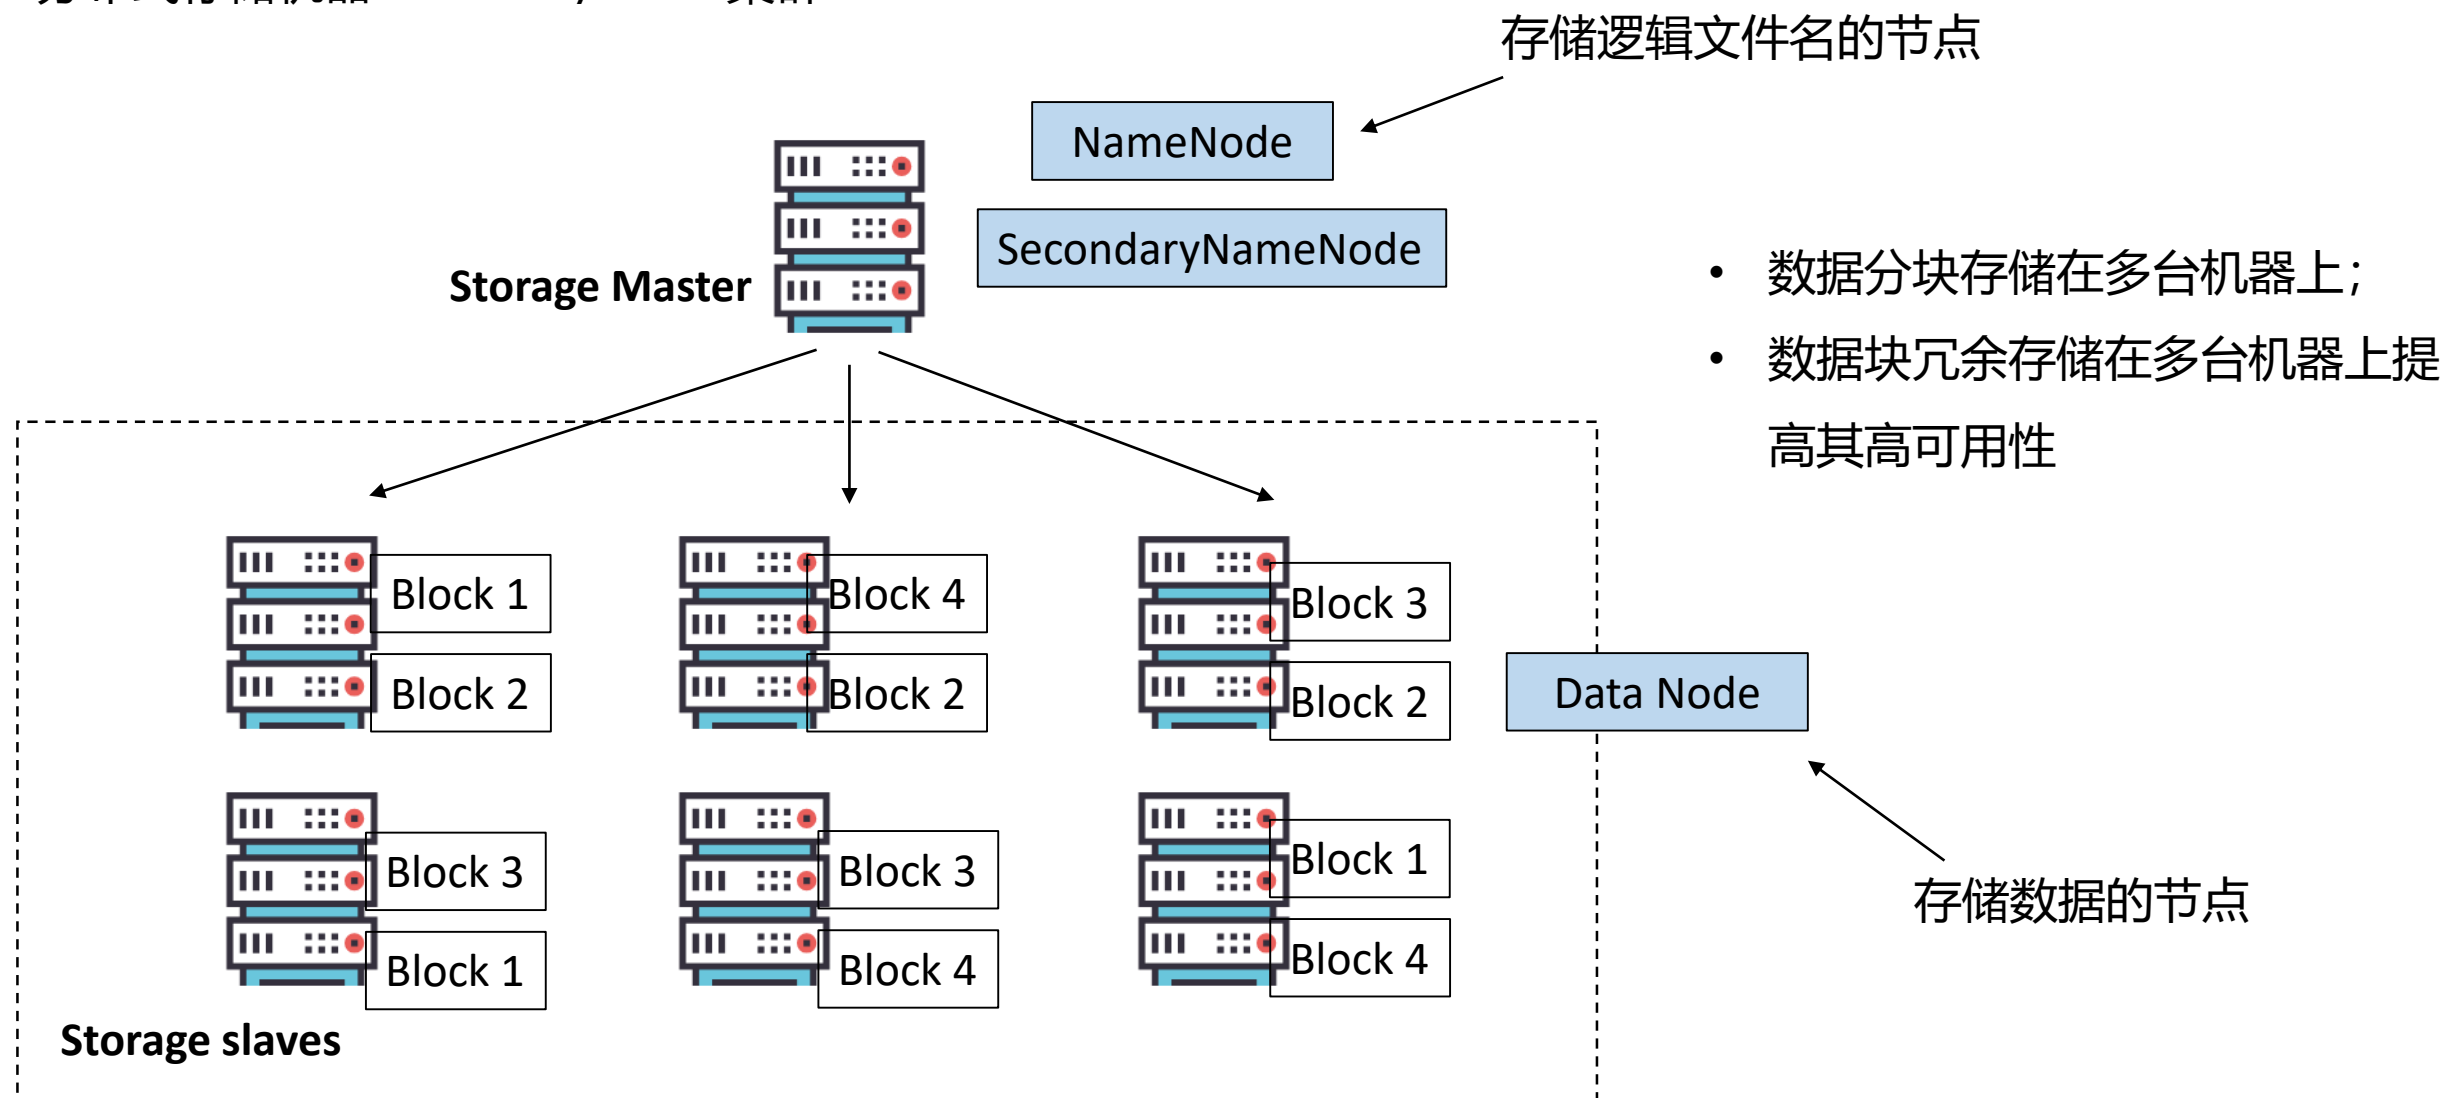 存储逻辑文件名的节点
NameNode
SecondaryNameNode
Storage Master
• 数据分块存储在多台机器上；
• 数据块冗余存储在多台机器上提
高其高可用性
Block 1
Block 4
Block 3
Block 2
Block 2
Block 2
Data Node
Block 3
Block 3
Block 1
Block 1
Block 4
Block 4
存储数据的节点
Storage slaves